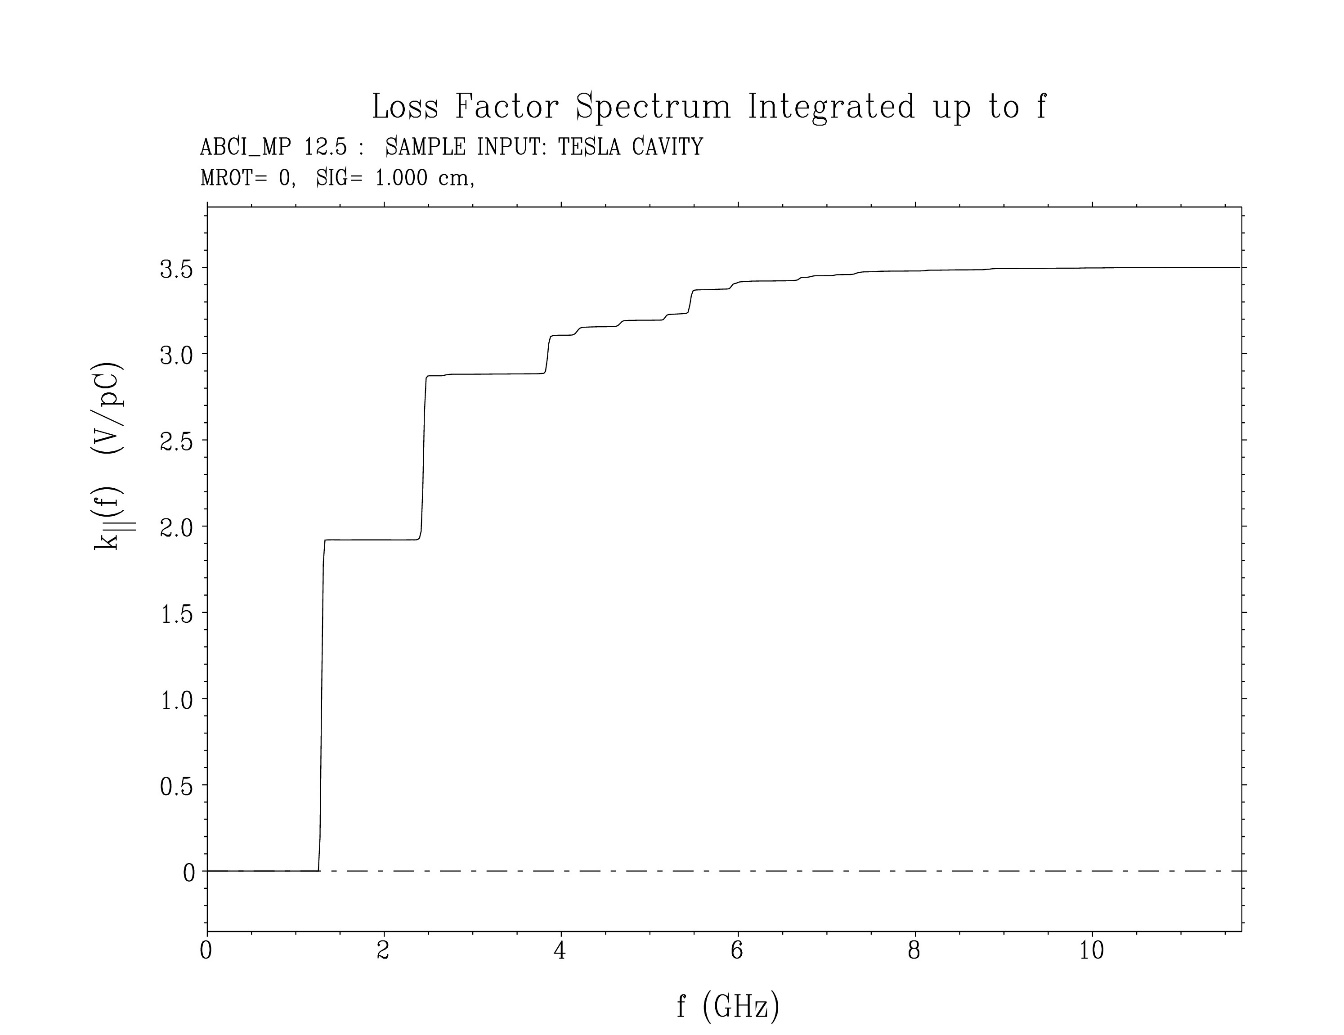 Loss Factor Spectrum Integrated up to f
ABCI_MP 12.5 : SAMPLE INPUT: TESLA CAVITY
MROT= 0, SIG= 1.000 cm,
k||(f) (V/pC)
3.5
3.0
2.5
2.0
1.5
1.0
0.5
0
0 2 4 6 8 10
f (GHz)